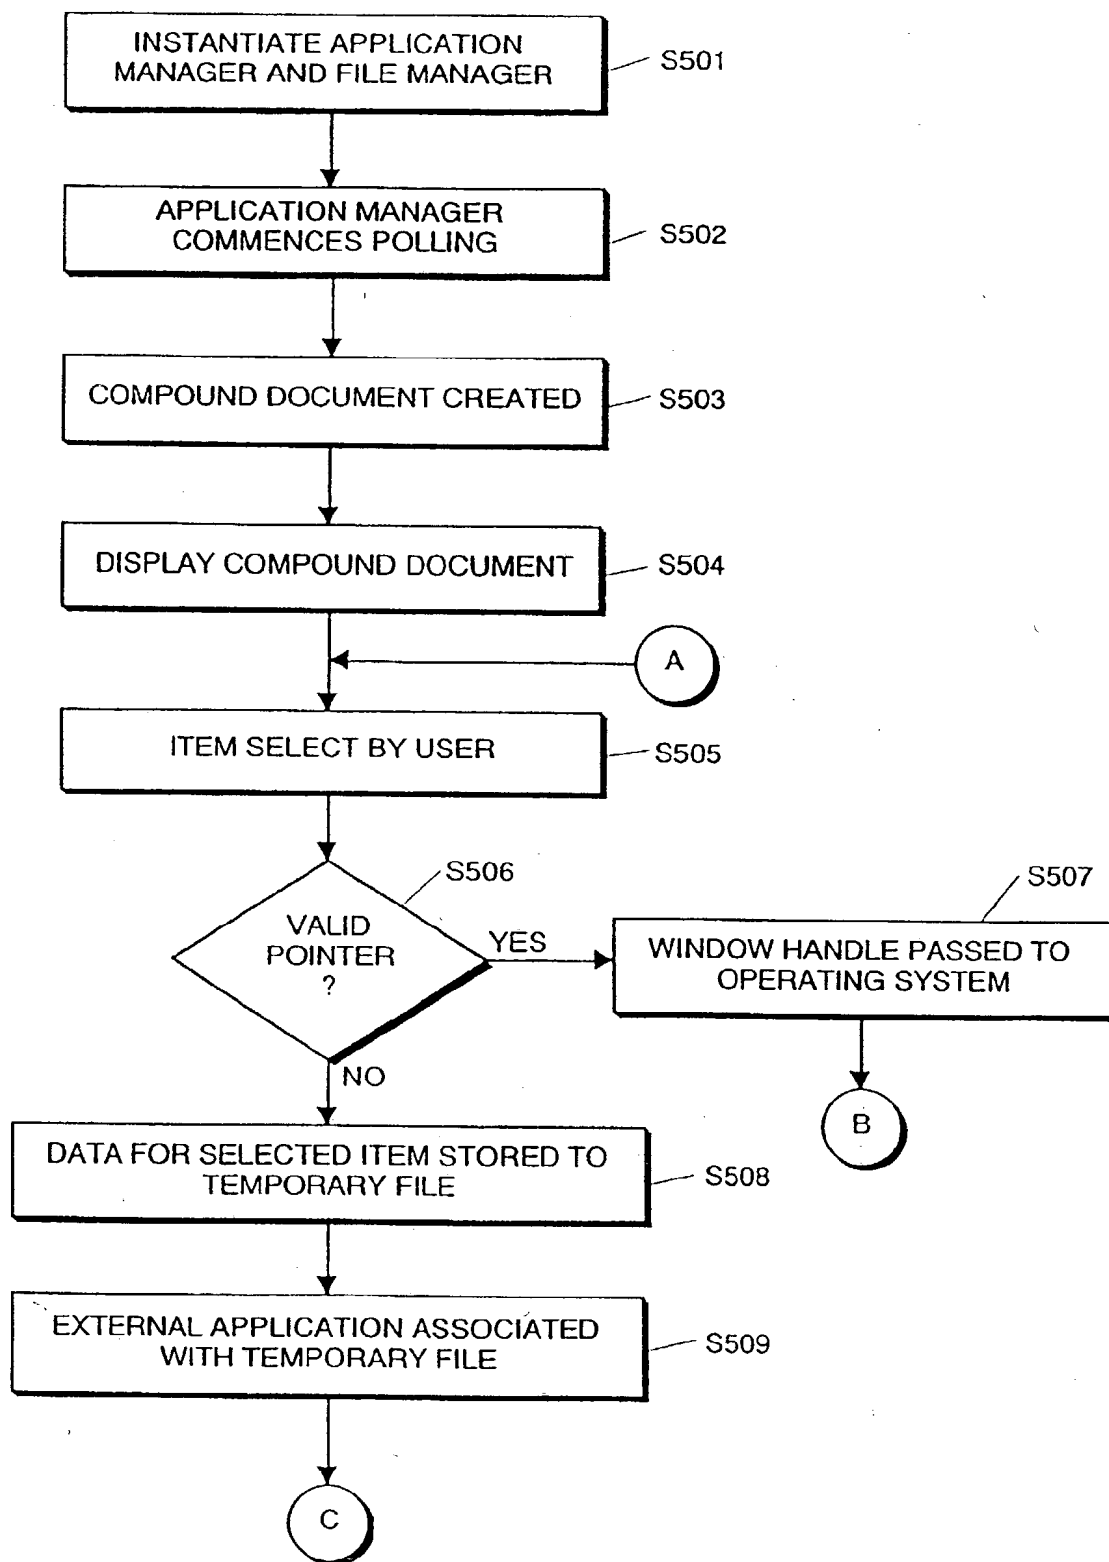 INSTANTIATE APPLICATION
MANAGER AND FILE MANAGER
S501
APPLICATION MANAGER
COMMENCES POLLING
S502
COMPOUND DOCUMENT CREATED
S503
DISPLAY COMPOUND DOCUMENT
S504
A
ITEM SELECT BY USER
S505
S506
VALID
POINTER
?
YES
NO
S507
WINDOW HANDLE PASSED TO
OPERATING SYSTEM
B
DATA FOR SELECTED ITEM STORED TO
TEMPORARY FILE
S508
EXTERNAL APPLICATION ASSOCIATED
WITH TEMPORARY FILE
S509
C